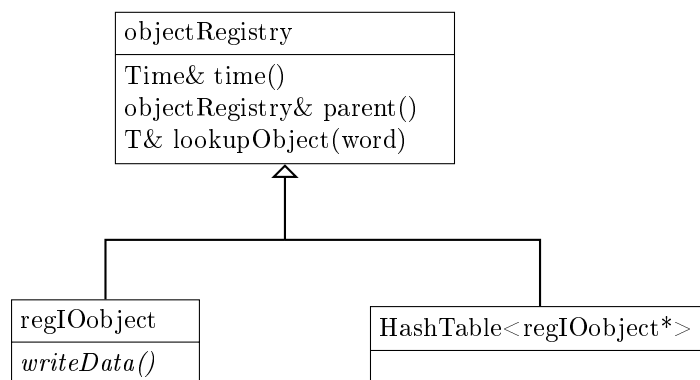 objectRegistry
Time& time()
objectRegistry& parent()
T& lookupObject(word)
regIOobject
writeData()
HashTable<regIOobject*>